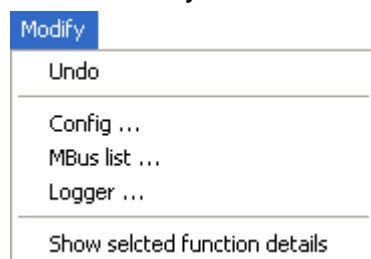 Modify
Undo
Config ...
MBus list ...
Logger ...
Show selcted function details